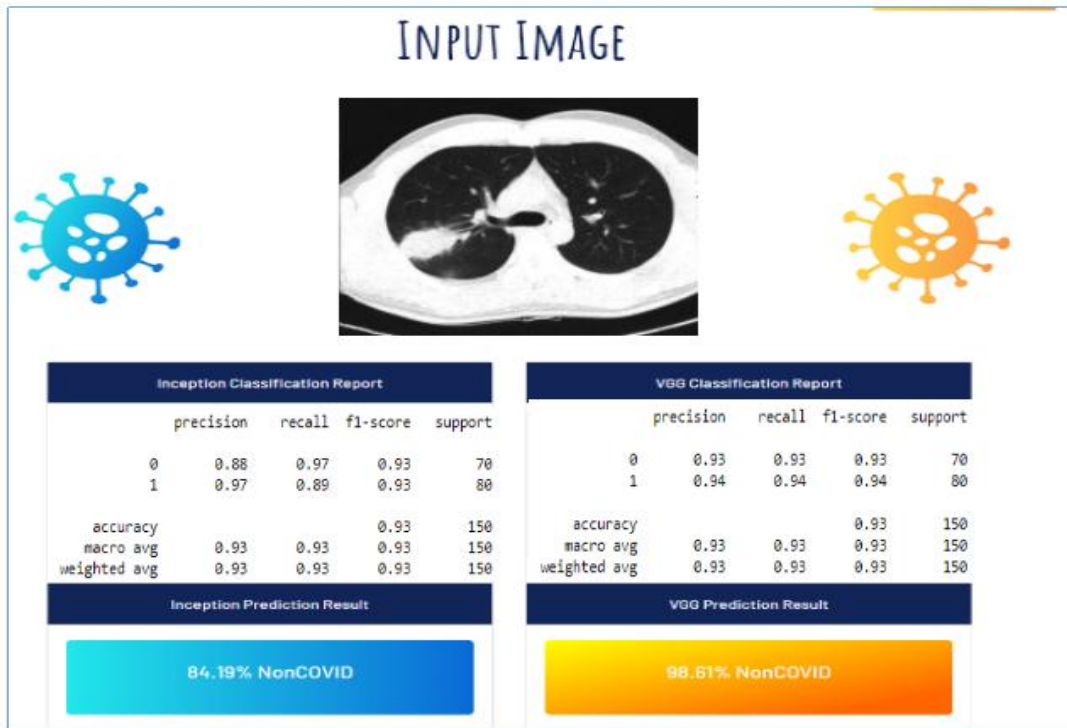 INPUT IMAGE
Inception Classification Report
precision recall f1-score support
0 0.88 0.97 0.93 70
1 0.97 0.89 0.93 80
accuracy 0.93 150
macro avg 0.93 0.93 0.93 150
weighted avg 0.93 0.93 0.93 150
Inception Prediction Result
84.19% NonCOVID
VGG Classification Report
precision recall f1-score support
0 0.93 0.93 0.93 70
1 0.94 0.94 0.94 80
accuracy 0.93 150
macro avg 0.93 0.93 0.93 150
weighted avg 0.93 0.93 0.93 150
VGG Prediction Result
98.61% NonCOVID